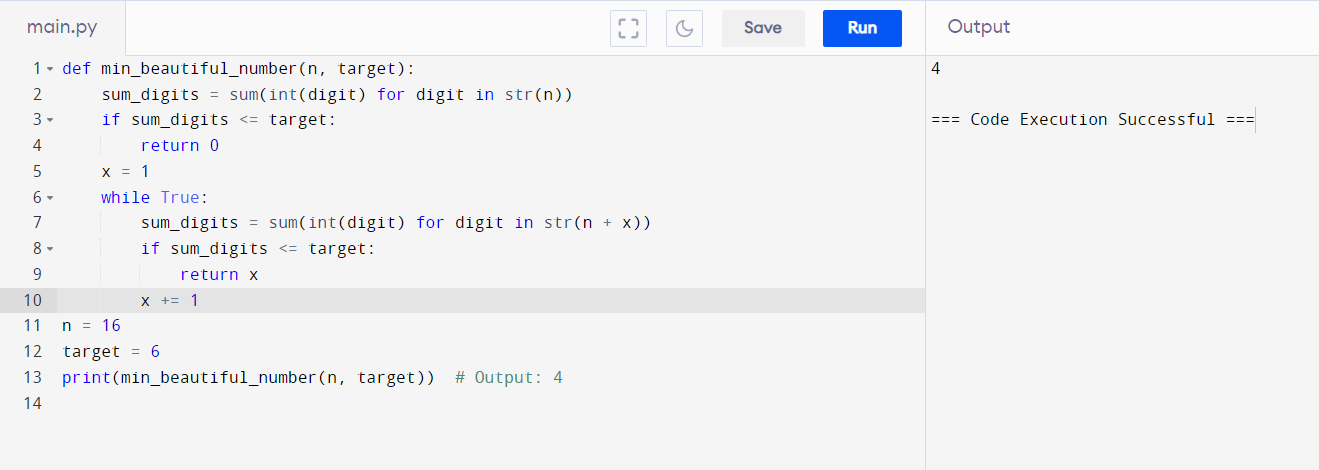 main.py Save Run Output
1 def min_beautiful_number(n, target):
2     sum_digits = sum(int(digit) for digit in str(n))
3     if sum_digits <= target:
4         return 0
5     x = 1
6     while True:
7         sum_digits = sum(int(digit) for digit in str(n + x))
8         if sum_digits <= target:
9             return x
10         x += 1
11 n = 16
12 target = 6
13 print(min_beautiful_number(n, target))  # Output: 4
14
4
=== Code Execution Successful ===